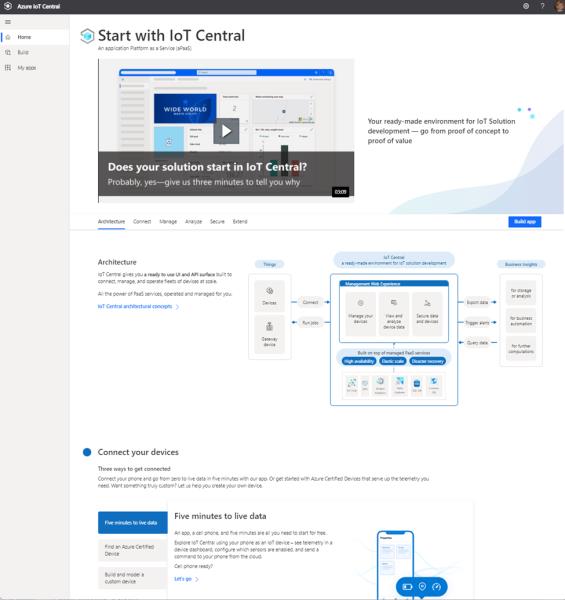 Azure IoT Central
?
Home
Build
My apps
Start with IoT Central
An application Platform as a Service (aPaaS)
WIDE WORLD
2
Does your solution start in IoT Central?
Probably, yes—give us three minutes to tell you why
03:09
Your ready-made environment for IoT Solution
development — go from proof of concept to
proof of value
Architecture Connect Manage Analyze Secure Extend
Build app
Architecture
IoT Central gives you a ready to use UX and API surface built to
connect, manage, and operate fleets of devices at scale.
All the power of PaaS services, operated and managed for you.
IoT Central architectural concepts
Things
IoT Central
a ready-made environment for IoT solution development
Business Insights
Management Web Experience
Devices
Gateway
device
Connect
Run jobs
Manage your
devices
View and
analyze
device data
Secure data
and devices
Built on top of managed PaaS services
High availability Elastic scale Disaster recovery
Export data
Trigger alerts
Query data
for storage
or analysis
for business
automation
for further
computations
Connect your devices
Three ways to get connected
Connect your phone and go from zero to live data in five minutes with our app. Or get started with Azure Certified Devices that serve up the telemetry you
need. Want something truly custom? Let us help you create your own device.
Five minutes to live data
Find an Azure Certified
Device
Build and model a
custom device
Five minutes to live data
An app, a cell phone, and five minutes are all you need to start for free.
Explore IoT Central using your phone as an IoT device – see telemetry in a
device dashboard, configure which sensors are enabled, and send a
command to your phone from the cloud.
Cell phone ready?
Let's go
Properties